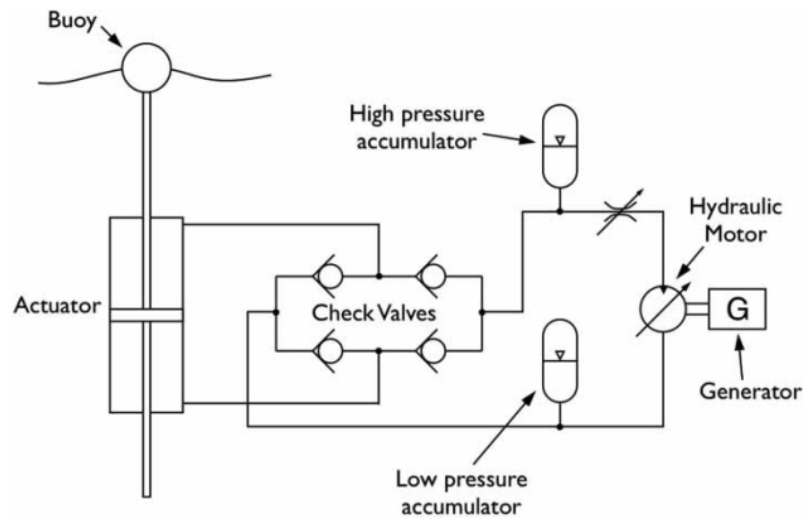 Buoy
High pressure
accumulator
Hydraulic
Motor
Actuator
Check Valves
G
Generator
Low pressure
accumulator